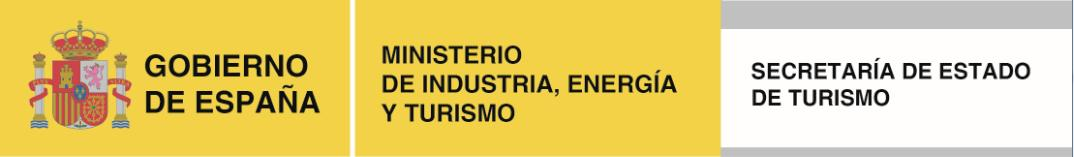 GOBIERNO
DE ESPAÑA
MINISTERIO
DE INDUSTRIA, ENERGÍA
Y TURISMO
SECRETARÍA DE ESTADO
DE TURISMO